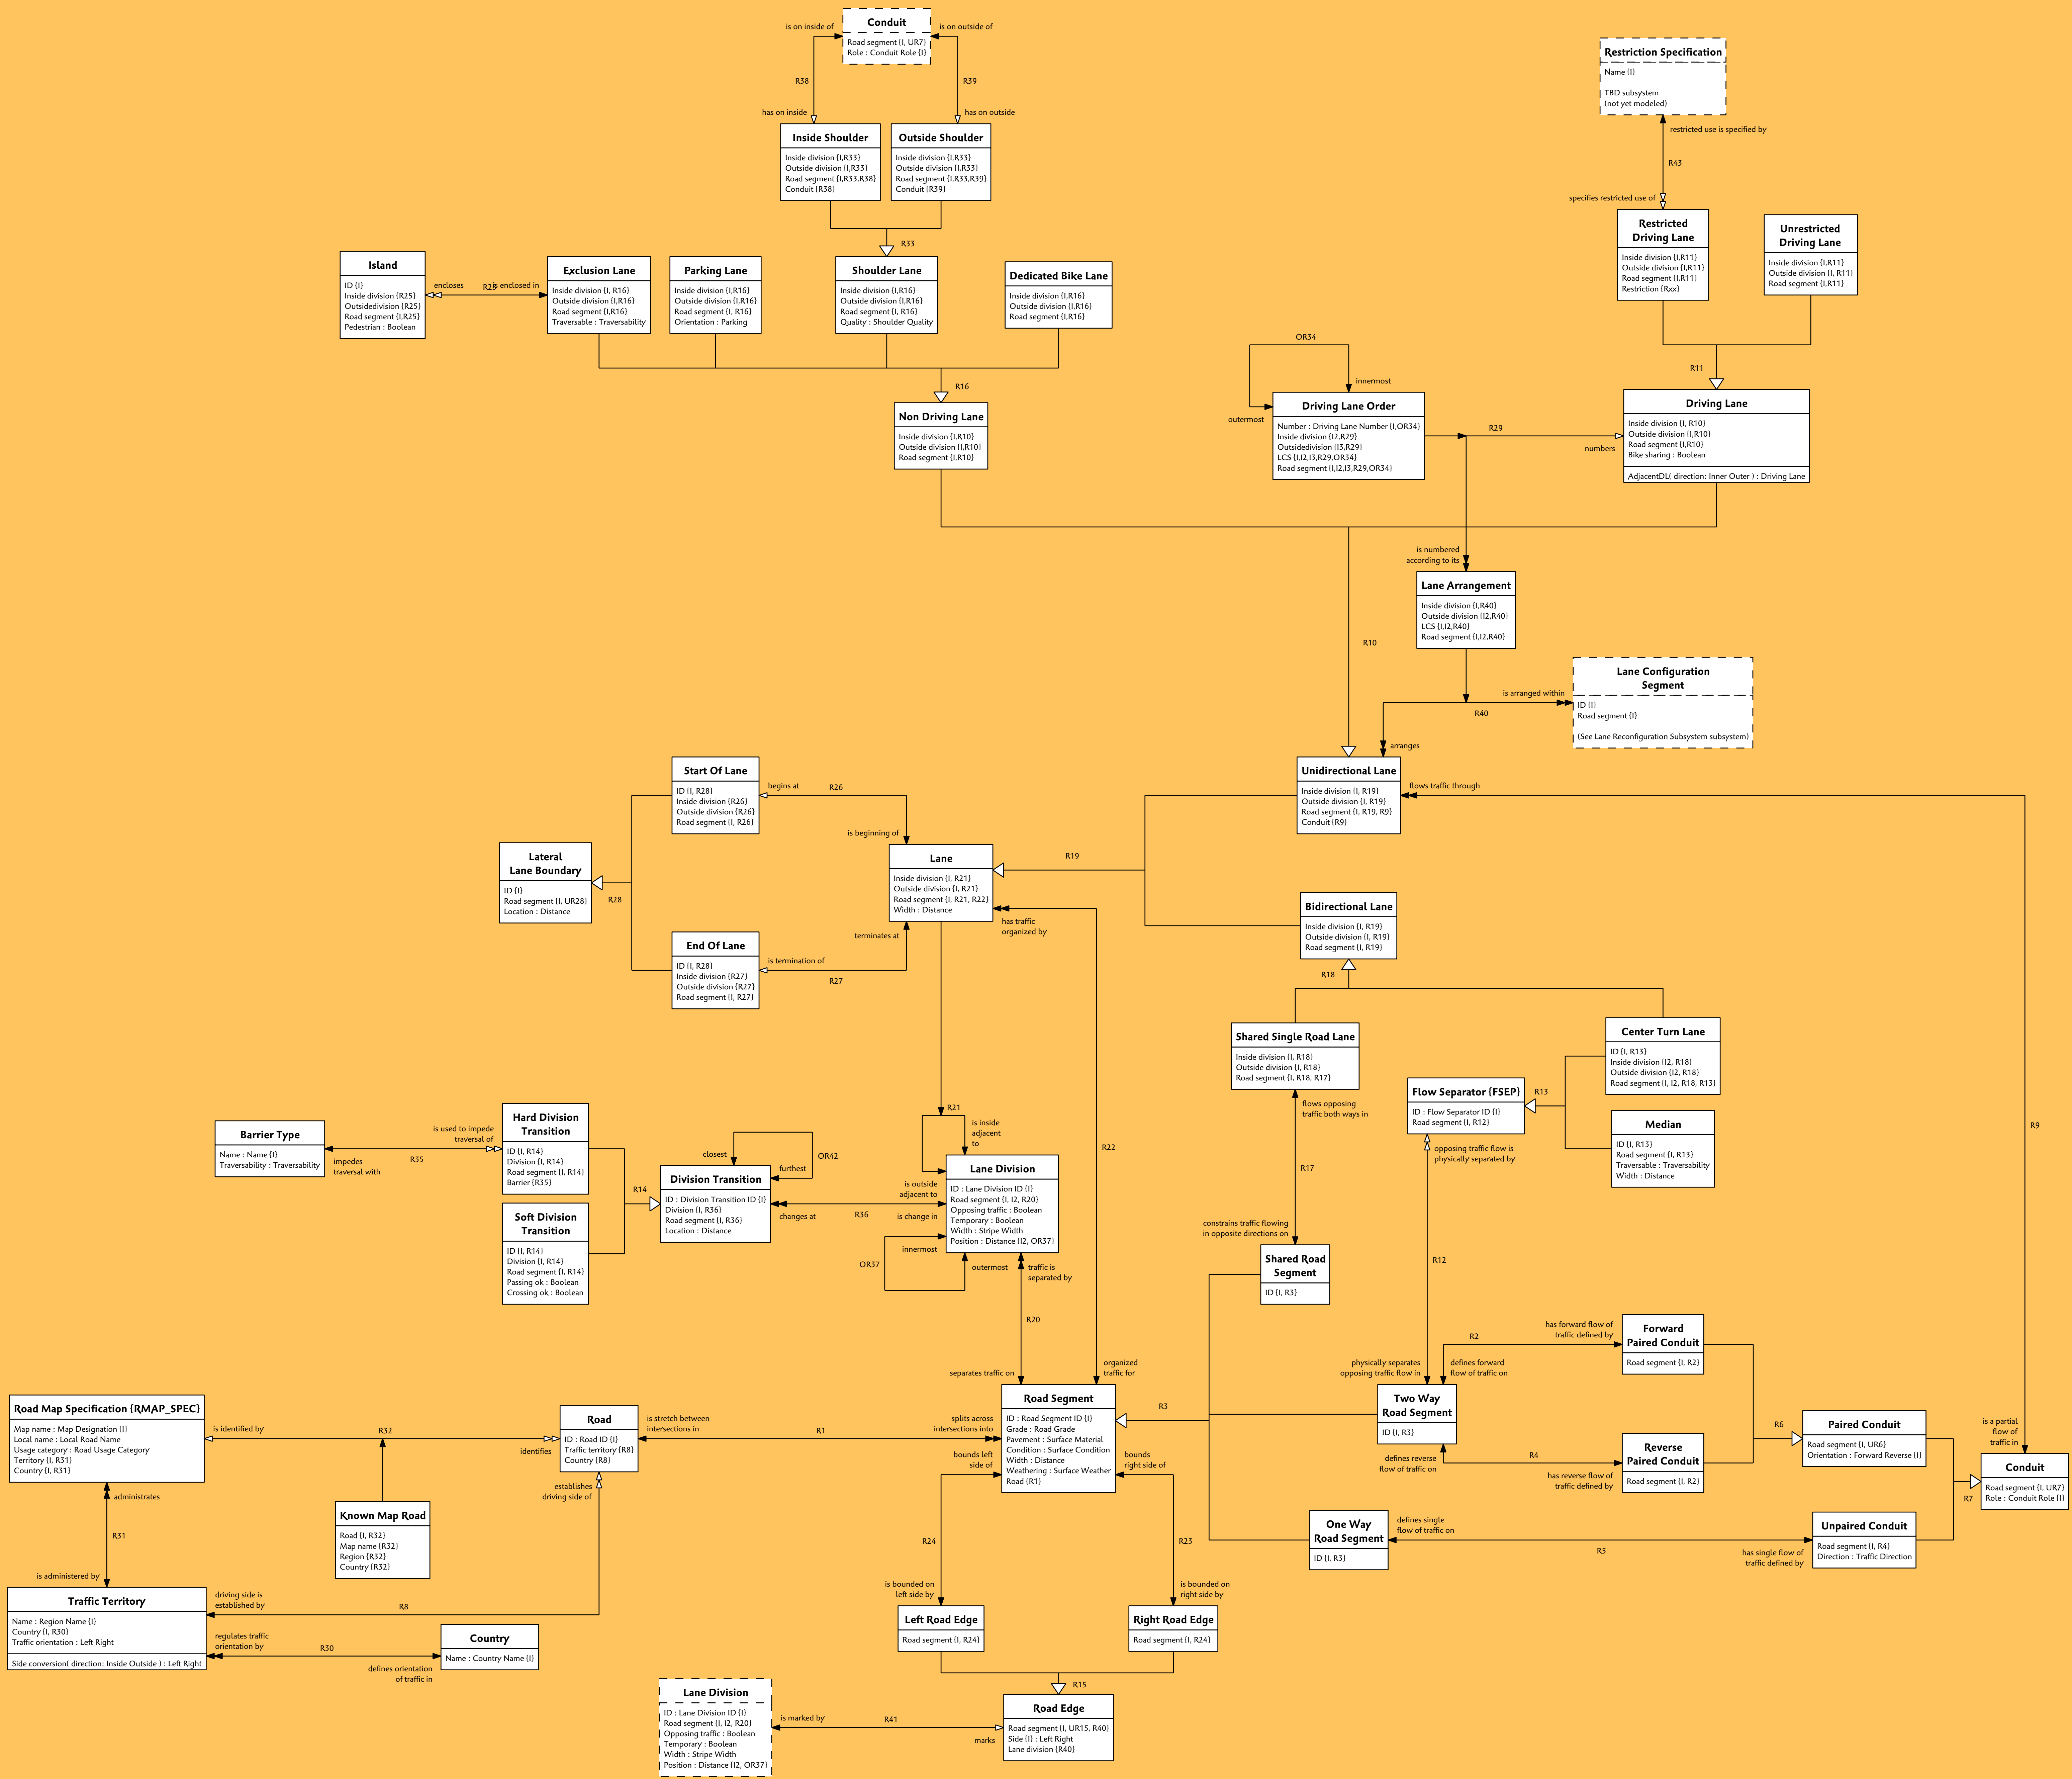 is on inside of
Conduit
is on outside of
Road segment {I, UR7}
Role : Conduit Role {I}
R38
R39
has on inside
has on outside
Inside Shoulder
Inside division {I,R33}
Outside division {I,R33}
Road segment {I,R33,R38}
Conduit {R38}
Outside Shoulder
Inside division {I,R33}
Outside division {I,R33}
Road segment {I,R33,R39}
Conduit {R39}
R33
Restriction Specification
Name {I}
TBD subsystem
(not yet modeled)
restricted use is specified by
R43
specifies restricted use of
Restricted
Driving Lane
Inside division {I,R11}
Outside division {I,R11}
Road segment {I,R11}
Restriction {Rxx}
Unrestricted
Driving Lane
Inside division {I,R11}
Outside division {I, R11}
Road segment {I,R11}
R11
Island
ID {I}
Inside division {R25}
Outsidedivision {R25}
Road segment {I,R25}
Pedestrian : Boolean
encloses
R25
is enclosed in
Exclusion Lane
Inside division {I, R16}
Outside division {I,R16}
Road segment {I,R16}
Traversable : Traversability
Parking Lane
Inside division {I,R16}
Outside division {I,R16}
Road segment {I, R16}
Orientation : Parking
Shoulder Lane
Inside division {I,R16}
Outside division {I,R16}
Road segment {I, R16}
Quality : Shoulder Quality
Dedicated Bike Lane
Inside division {I,R16}
Outside division {I,R16}
Road segment {I,R16}
R16
Non Driving Lane
Inside division {I,R10}
Outside division {I,R10}
Road segment {I,R10}
OR34
innermost
outermost
Driving Lane Order
Number : Driving Lane Number {I,OR34}
Inside division {I2,R29}
Outsidedivision {I3,R29}
LCS {I,I2,I3,R29,OR34}
Road segment {I,I2,I3,R29,OR34}
R29
numbers
Driving Lane
Inside division {I, R10}
Outside division {I,R10}
Road segment {I,R10}
Bike sharing : Boolean
AdjacentDL( direction: Inner Outer ) : Driving Lane
is numbered
according to its
Lane Arrangement
Inside division {I,R40}
Outside division {I2,R40}
LCS {I,I2,R40}
Road segment {I,I2,R40}
R10
is arranged within
R40
arranges
Lane Configuration
Segment
ID {I}
Road segment {I}
(See Lane Reconfiguration Subsystem subsystem)
Start Of Lane
ID {I, R28}
Inside division {R26}
Outside division {R26}
Road segment {I, R26}
begins at
R26
is beginning of
Unidirectional Lane
Inside division {I, R19}
Outside division {I, R19}
Road segment {I, R19, R9}
Conduit {R9}
flows traffic through
Lateral
Lane Boundary
ID {I}
Road segment {I, UR28}
Location : Distance
R28
Lane
Inside division {I, R21}
Outside division {I, R21}
Road segment {I, R21, R22}
Width : Distance
R19
has traffic
organized by
End Of Lane
ID {I, R28}
Inside division {R27}
Outside division {R27}
Road segment {I, R27}
terminates at
is termination of
R27
Bidirectional Lane
Inside division {I, R19}
Outside division {I, R19}
Road segment {I, R19}
R18
Shared Single Road Lane
Inside division {I, R18}
Outside division {I, R18}
Road segment {I, R18, R17}
Center Turn Lane
ID {I, R13}
Inside division {I2, R18}
Outside division {I2, R18}
Road segment {I, I2, R18, R13}
Flow Separator {FSEP}
ID : Flow Separator ID {I}
Road segment {I, R12}
R13
Median
ID {I, R13}
Road segment {I, R13}
Traversable : Traversability
Width : Distance
flows opposing
traffic both ways in
opposing traffic flow is
physically separated by
R9
Barrier Type
Name : Name {I}
Traversability : Traversability
is used to impede
traversal of
R35
impedes
traversal with
Hard Division
Transition
ID {I, R14}
Division {I, R14}
Road segment {I, R14}
Barrier {R35}
Soft Division
Transition
ID {I, R14}
Division {I, R14}
Road segment {I, R14}
Passing ok : Boolean
Crossing ok : Boolean
R14
closest
furthest
OR42
Division Transition
ID : Division Transition ID {I}
Division {I, R36}
Road segment {I, R36}
Location : Distance
changes at
R36
is change in
is outside
adjacent to
R21
is inside
adjacent
to
Lane Division
ID : Lane Division ID {I}
Road segment {I, I2, R20}
Opposing traffic : Boolean
Temporary : Boolean
Width : Stripe Width
Position : Distance {I2, OR37}
OR37
innermost
outermost
traffic is
separated by
R22
R17
constrains traffic flowing
in opposite directions on
Shared Road
Segment
ID {I, R3}
R12
R20
separates traffic on
organized
traffic for
physically separates
opposing traffic flow in
R2
defines forward
flow of traffic on
has forward flow of
traffic defined by
Forward
Paired Conduit
Road segment {I, R2}
Two Way
Road Segment
ID {I, R3}
defines reverse
flow of traffic on
R4
has reverse flow of
traffic defined by
Reverse
Paired Conduit
Road segment {I, R2}
R6
Paired Conduit
Road segment {I, UR6}
Orientation : Forward Reverse {I}
is a partial
flow of
traffic in
Conduit
Road segment {I, UR7}
Role : Conduit Role {I}
R7
Unpaired Conduit
Road segment {I, R4}
Direction : Traffic Direction
One Way
Road Segment
ID {I, R3}
defines single
flow of traffic on
R5
has single flow of
traffic defined by
Road Map Specification {RMAP_SPEC}
Map name : Map Designation {I}
Local name : Local Road Name
Usage category : Road Usage Category
Territory {I, R31}
Country {I, R31}
is identified by
R32
identifies
Road
ID : Road ID {I}
Traffic territory {R8}
Country {R8}
is stretch between
intersections in
R1
splits across
intersections into
Road Segment
ID : Road Segment ID {I}
Grade : Road Grade
Pavement : Surface Material
Condition : Surface Condition
Width : Distance
Weathering : Surface Weather
Road {R1}
R3
bounds left
side of
bounds
right side of
administrates
R31
is administered by
Known Map Road
Road {I, R32}
Map name {R32}
Region {R32}
Country {R32}
establishes
driving side of
R24
R23
is bounded on
left side by
is bounded on
right side by
Left Road Edge
Road segment {I, R24}
Right Road Edge
Road segment {I, R24}
Traffic Territory
Name : Region Name {I}
Country {I, R30}
Traffic orientation : Left Right
Side conversion( direction: Inside Outside ) : Left Right
driving side is
established by
R8
regulates traffic
orientation by
R30
defines orientation
of traffic in
Country
Name : Country Name {I}
R15
Lane Division
ID : Lane Division ID {I}
Road segment {I, I2, R20}
Opposing traffic : Boolean
Temporary : Boolean
Width : Stripe Width
Position : Distance {I2, OR37}
is marked by
R41
marks
Road Edge
Road segment {I, UR15, R40}
Side {I} : Left Right
Lane division {R40}